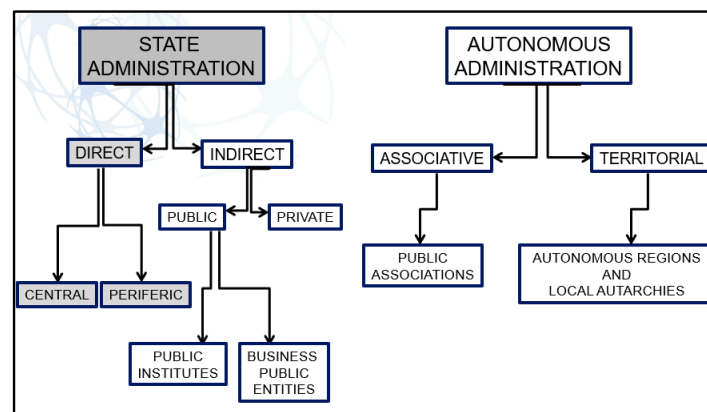 STATE
ADMINISTRATION
AUTONOMOUS
ADMINISTRATION
DIRECT
INDIRECT
ASSOCIATIVE
TERRITORIAL
PUBLIC
PRIVATE
PUBLIC
ASSOCIATIONS
AUTONOMOUS REGIONS
AND
LOCAL AUTARCHIES
CENTRAL
PERIFERIC
PUBLIC
INSTITUTES
BUSINESS
PUBLIC
ENTITIES